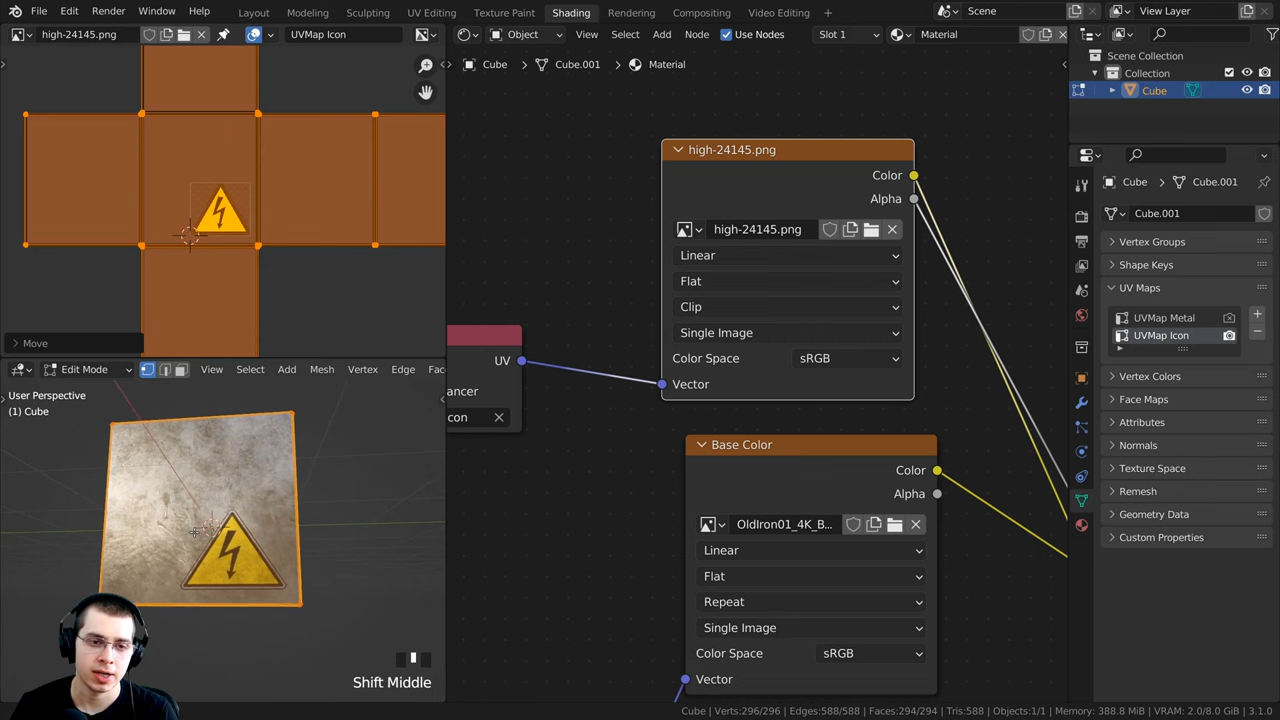 File Edit Render Window Help Layout Modeling Sculpting UV Editing Texture Paint Shading Rendering Compositing Video Editing + Scene View Layer
high-24145.png UVMap Icon Object View Select Add Node Use Nodes Slot 1 Material
Cube > Cube.001 > Material
Scene Collection
Collection
Cube
Cube Cube.001
Cube.001
Vertex Groups
Shape Keys
UV Maps
UVMap Metal
UVMap Icon
Vertex Colors
Face Maps
Attributes
Normals
Texture Space
Remesh
Geometry Data
Custom Properties
high-24145.png
Color
Alpha
high-24145.png
Linear
Flat
Clip
Single Image
Color Space sRGB
Vector
UV
ancer
con
Base Color
Color
Alpha
OldIron01_4K_B...
Linear
Flat
Repeat
Single Image
Color Space sRGB
Vector
Move
Edit Mode View Select Add Mesh Vertex Edge Fac
User Perspective
(1) Cube
Shift Middle
Cube | Verts:296/296 | Edges:588/588 | Faces:294/294 | Tris:588 | Objects:1/1 | Memory: 388.8 MiB | VRAM: 2.0/8.0 GiB | 3.1.0